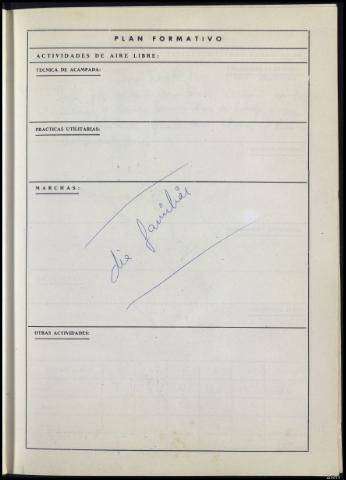 PLAN FORMATIVO
ACTIVIDADES DE AIRE LIBRE:
TECNICA DE ACAMPADA:
PRACTICAS UTILITARIAS:
MARCHAS:
día familiar
OTRAS ACTIVIDADES: